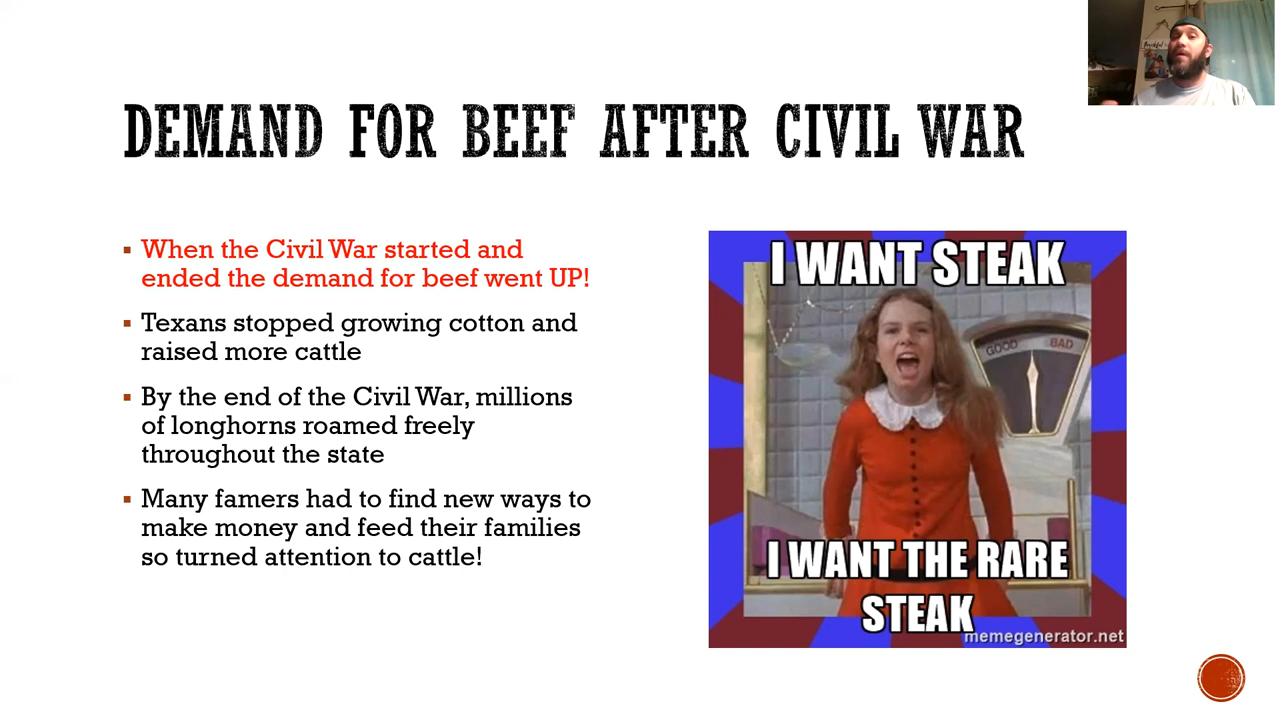 DEMAND FOR BEEF AFTER CIVIL WAR
▪ When the Civil War started and
ended the demand for beef went UP!
▪ Texans stopped growing cotton and
raised more cattle
▪ By the end of the Civil War, millions
of longhorns roamed freely
throughout the state
▪ Many famers had to find new ways to
make money and feed their families
so turned attention to cattle!
I WANT STEAK
GOOD BAD
I WANT THE RARE
STEAK
memegenerator.net